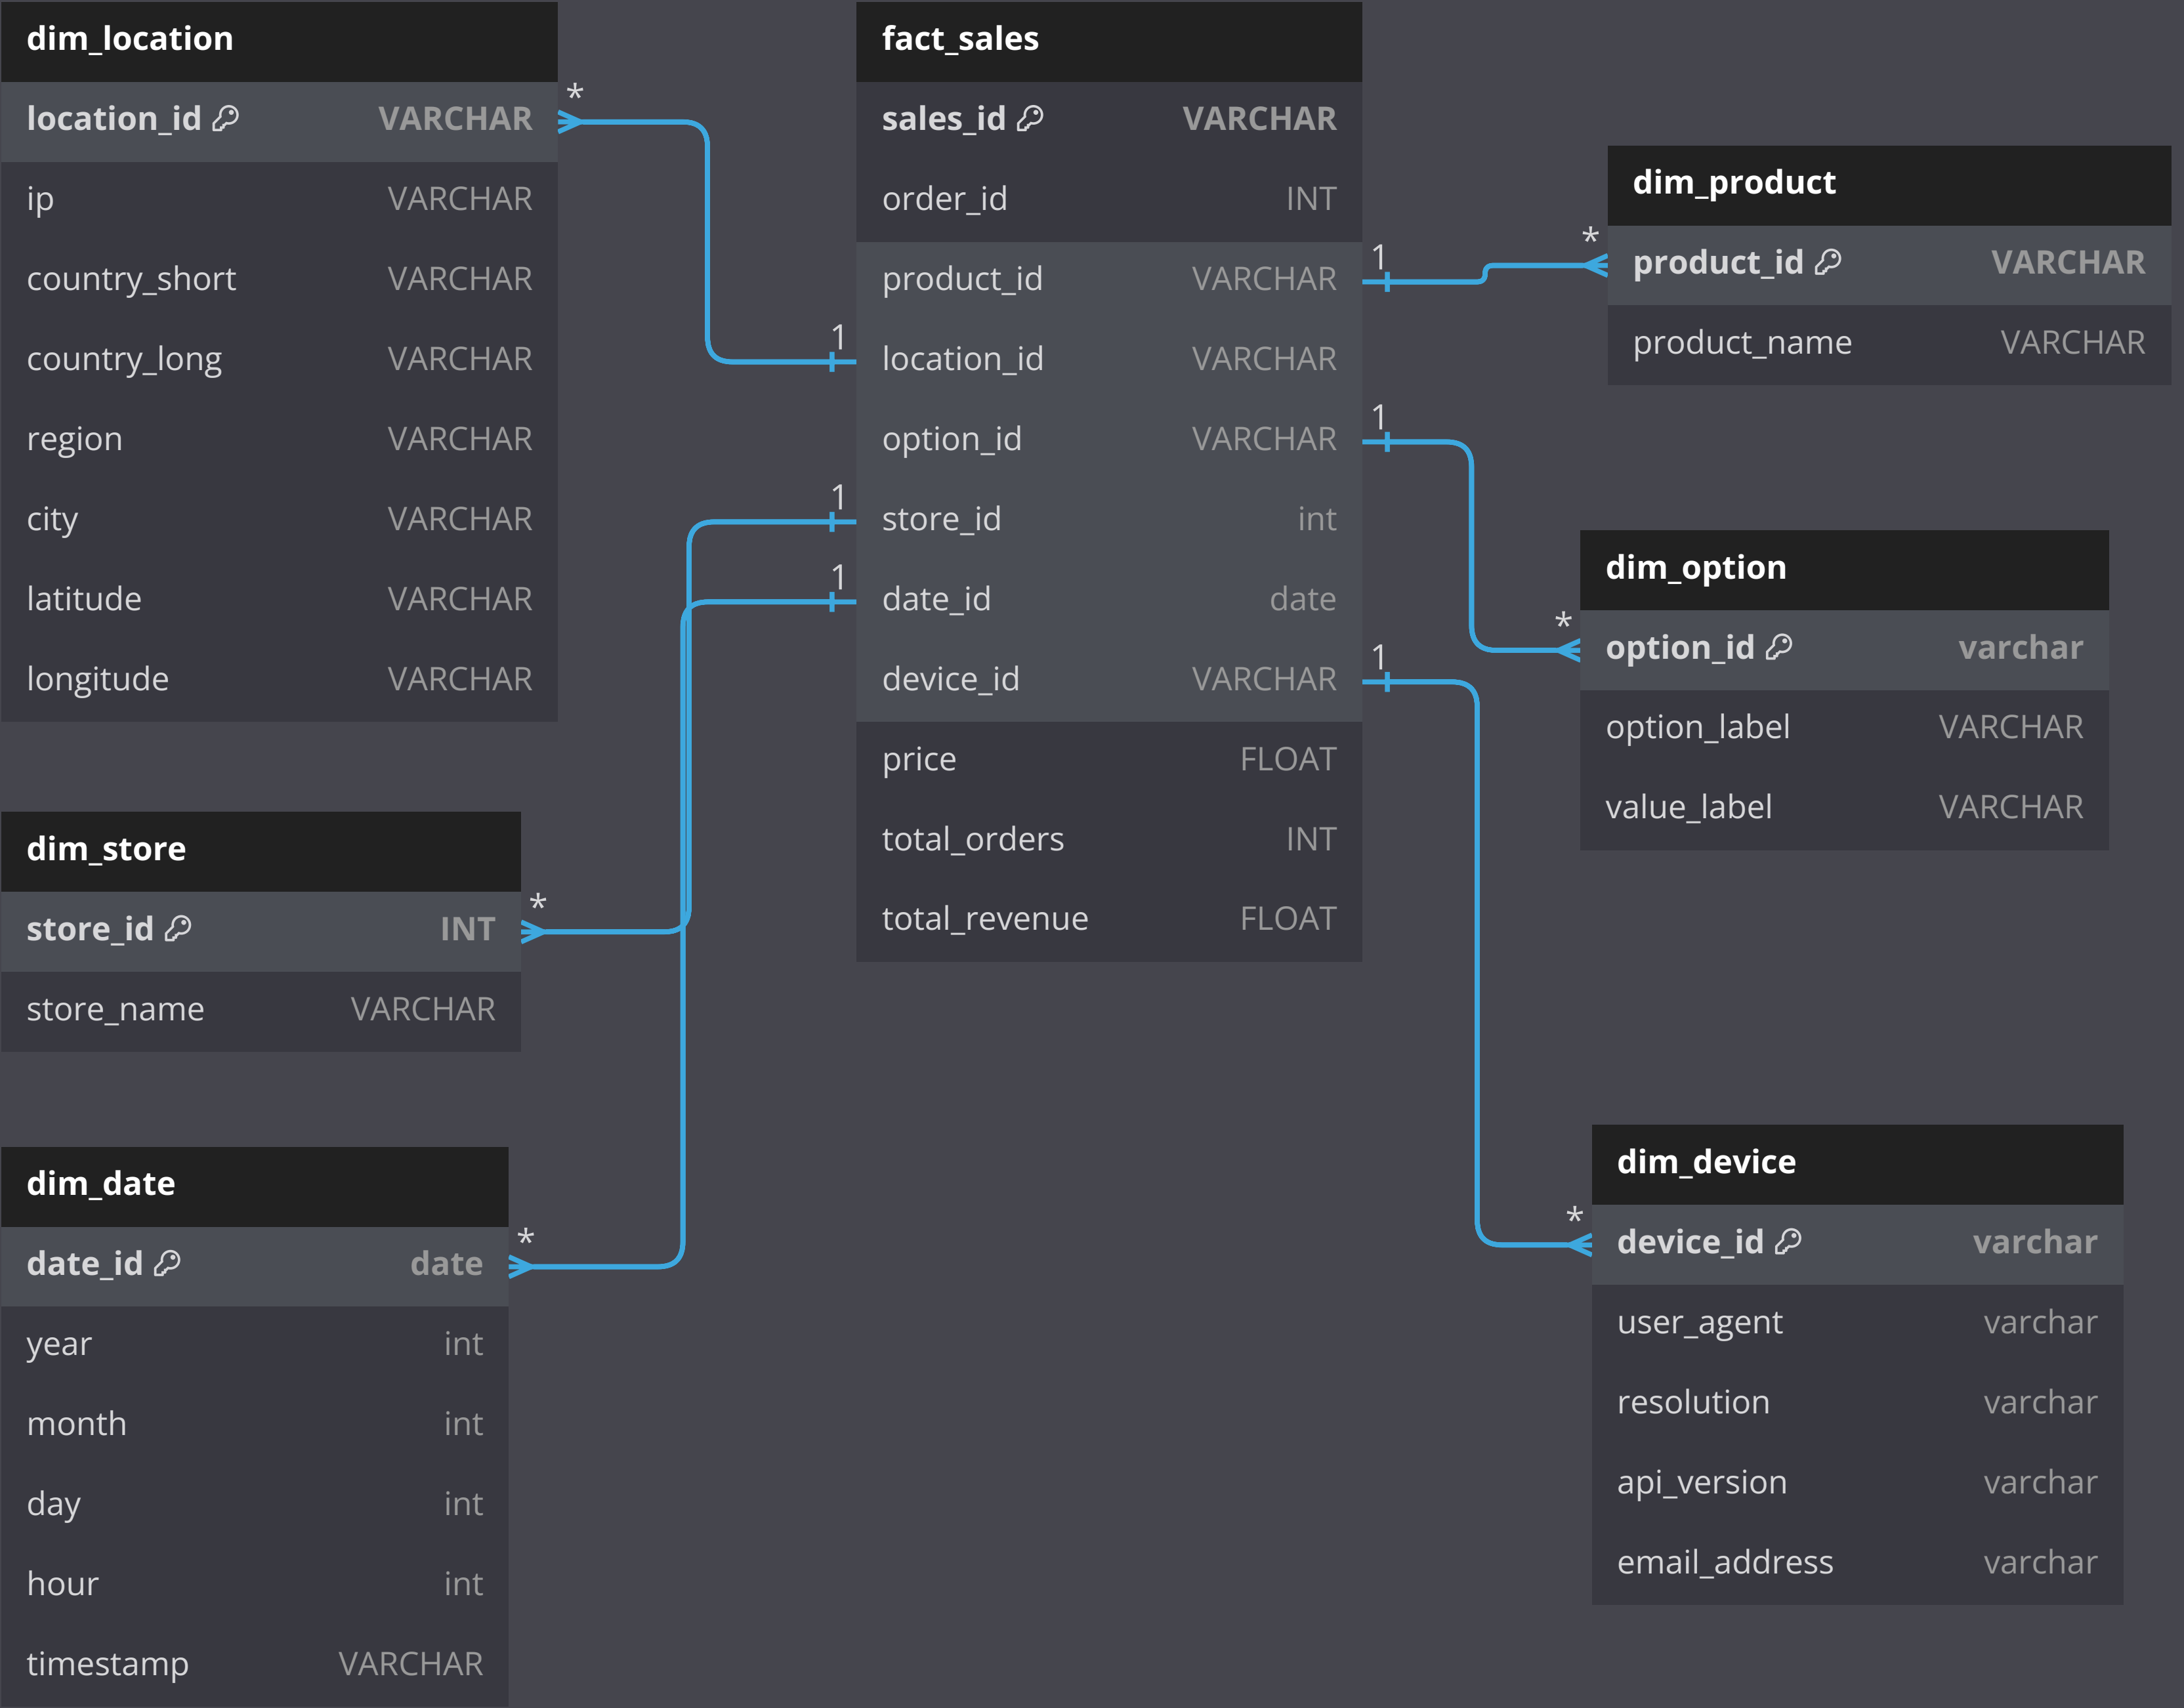 dim_location
location_id VARCHAR
ip VARCHAR
country_short VARCHAR
country_long VARCHAR
region VARCHAR
city VARCHAR
latitude VARCHAR
longitude VARCHAR
*
1
fact_sales
sales_id VARCHAR
order_id INT
product_id VARCHAR
location_id VARCHAR
option_id VARCHAR
store_id int
date_id date
device_id VARCHAR
price FLOAT
total_orders INT
total_revenue FLOAT
1
*
dim_product
product_id VARCHAR
product_name VARCHAR
1
*
dim_option
option_id varchar
option_label VARCHAR
value_label VARCHAR
1
*
dim_store
store_id INT
store_name VARCHAR
1
*
dim_date
date_id date
year int
month int
day int
hour int
timestamp VARCHAR
1
*
dim_device
device_id varchar
user_agent varchar
resolution varchar
api_version varchar
email_address varchar